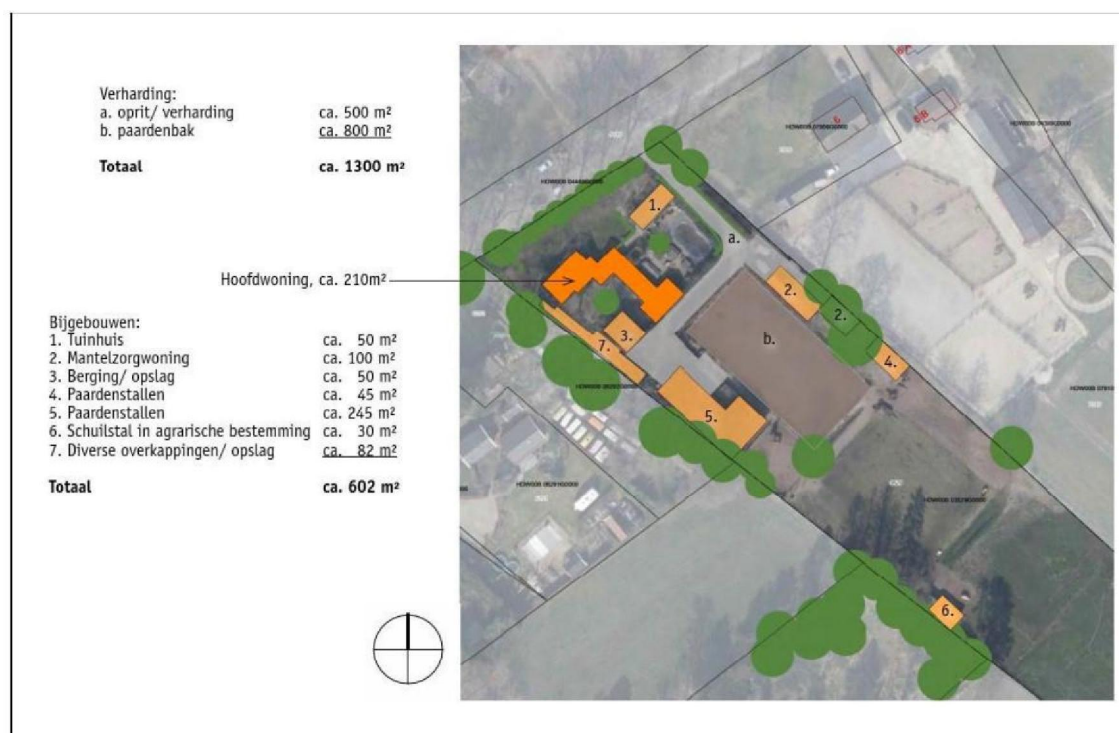 Verharding:
a. oprit/ verharding ca. 500 m²
b. paardenbak ca. 800 m²
Totaal ca. 1300 m²
Hoofdwoning, ca. 210m²
Bijgebouwen:
1. Tuinhuis ca. 50 m²
2. Mantelzorgwoning ca. 100 m²
3. Berging/ opslag ca. 50 m²
4. Paardenstallen ca. 45 m²
5. Paardenstallen ca. 245 m²
6. Schuilstal in agrarische bestemming ca. 30 m²
7. Diverse overkappingen/ opslag ca. 82 m²
Totaal ca. 602 m²
6
1.
a.
2.
2.
3.
b.
7.
4.
5.
6.